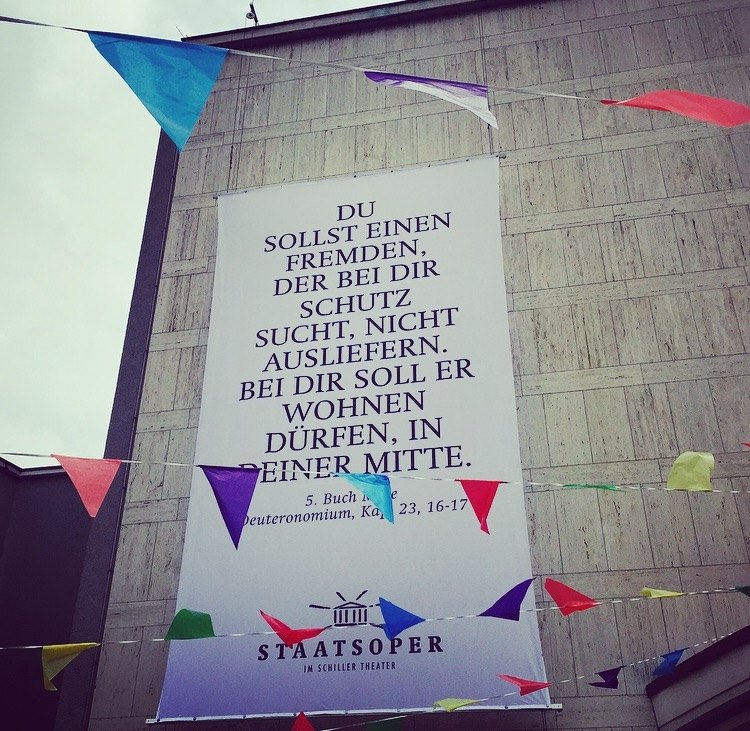 DU
SOLLST EINEN
FREMDEN,
DER BEI DIR
SCHUTZ
SUCHT, NICHT
AUSLIEFERN.
BEI DIR SOLL ER
WOHNEN
DÜRFEN, IN
DEINER MITTE.
5. Buch Mose
Deuteronomium, Kap. 23, 16-17
STAATSOPER
IM SCHILLER THEATER